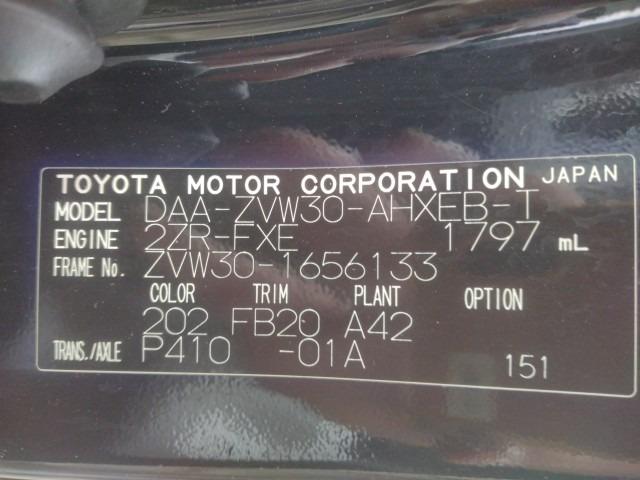 TOYOTA MOTOR CORPORATION JAPAN
MODEL DAA-ZVW30-AHXEB-T
ENGINE 2ZR-FXE 1797 mL
FRAME No. ZVW30-1656133
COLOR TRIM PLANT OPTION
202 FB20 A42
TRANS./AXLE P410 -01A 151